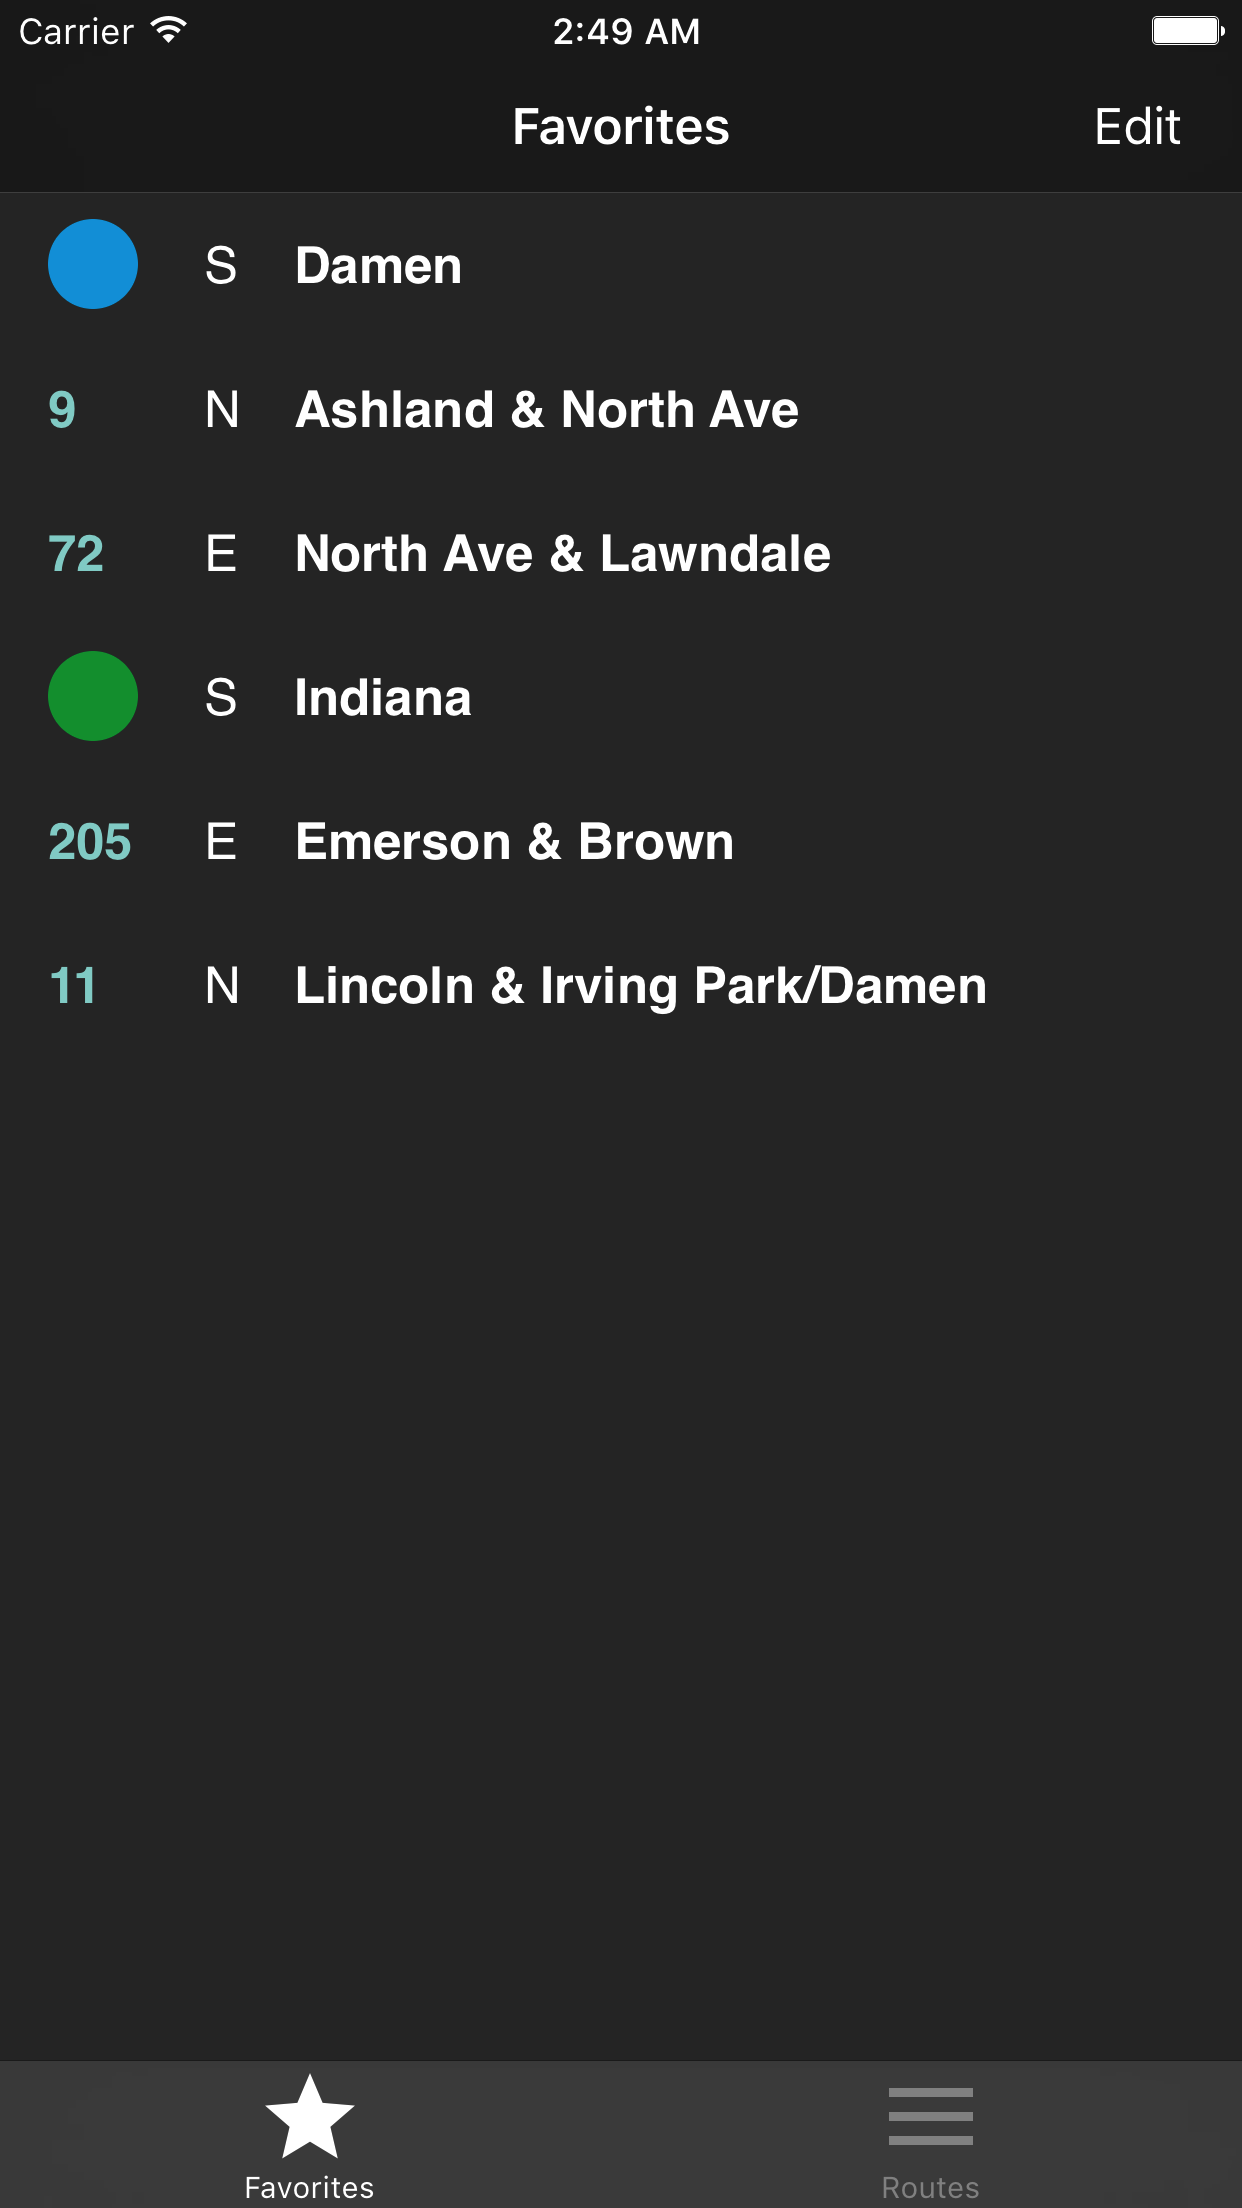 Carrier 2:49 AM
Favorites Edit
S Damen
9 N Ashland & North Ave
72 E North Ave & Lawndale
S Indiana
205 E Emerson & Brown
11 N Lincoln & Irving Park/Damen
Favorites Routes